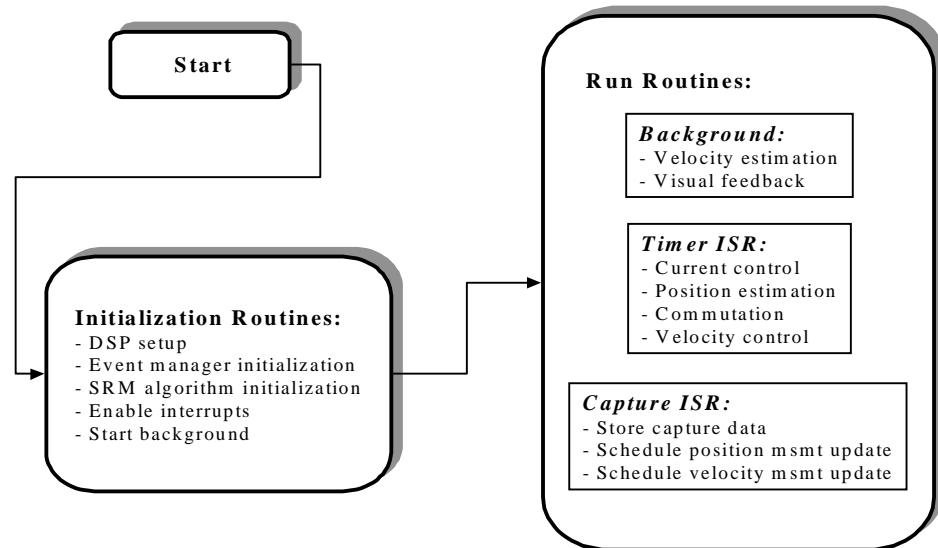 Start
Initialization Routines:
- DSP setup
- Event manager initialization
- SRM algorithm initialization
- Enable interrupts
- Start background
Run Routines:
Background:
- Velocity estimation
- Visual feedback
Timer ISR:
- Current control
- Position estimation
- Commutation
- Velocity control
Capture ISR:
- Store capture data
- Schedule position msmt update
- Schedule velocity msmt update